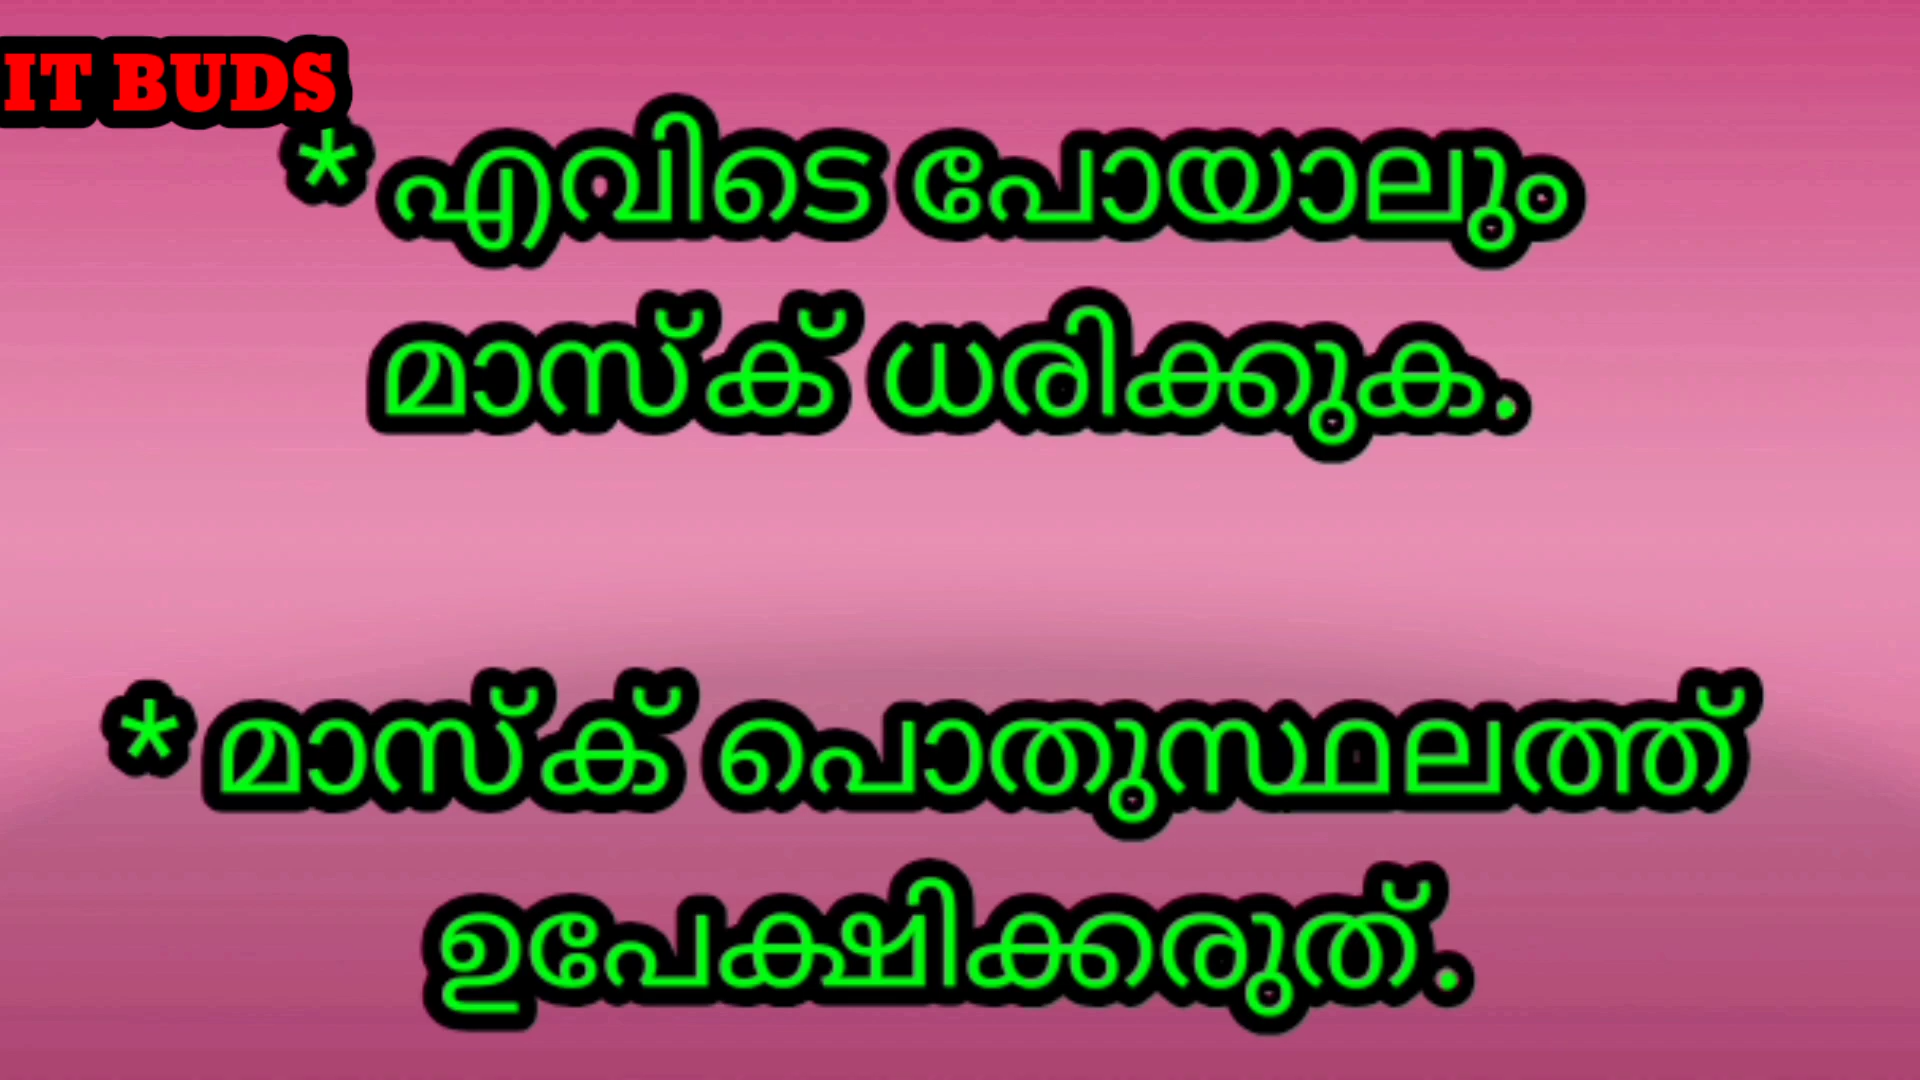 IT BUDS
* എവിടെ പോയാലും
മാസ്ക് ധരിക്കുക.
* മാസ്ക് പൊതുസ്ഥലത്ത്
ഉപേക്ഷിക്കരുത്.